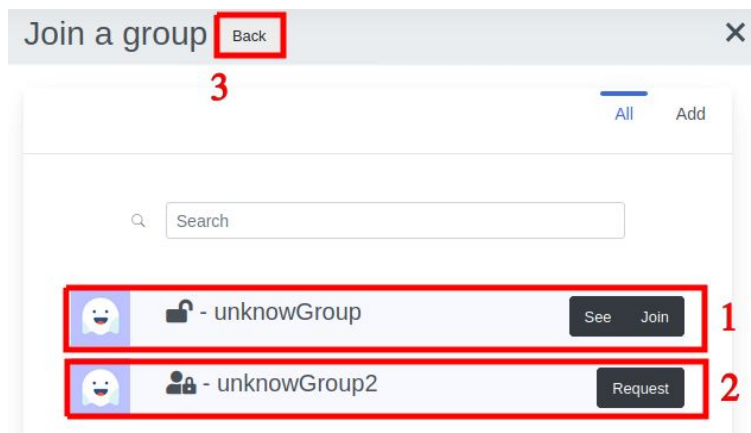 Join a group Back ×
3
All Add
Search
- unknowGroup See Join 1
- unknowGroup2 Request 2